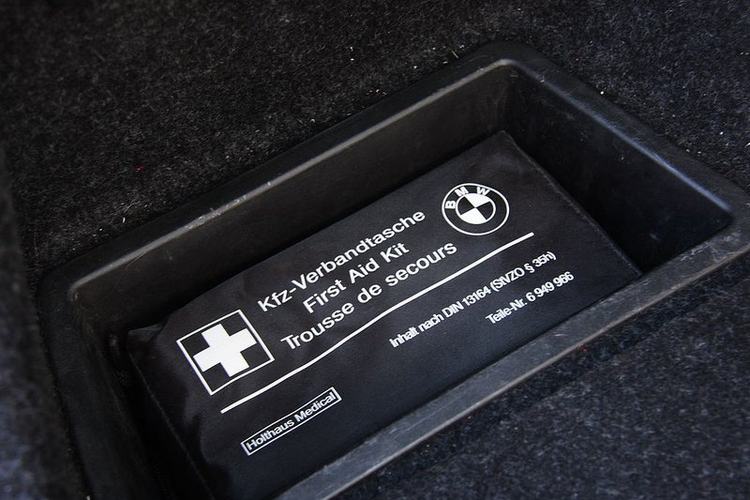 BMW
Kfz-Verbandtasche
First Aid Kit
Trousse de secours
Inhalt nach DIN 13164 (StVZO § 35h)
Teile-Nr. 6 949 966
Holthaus Medical